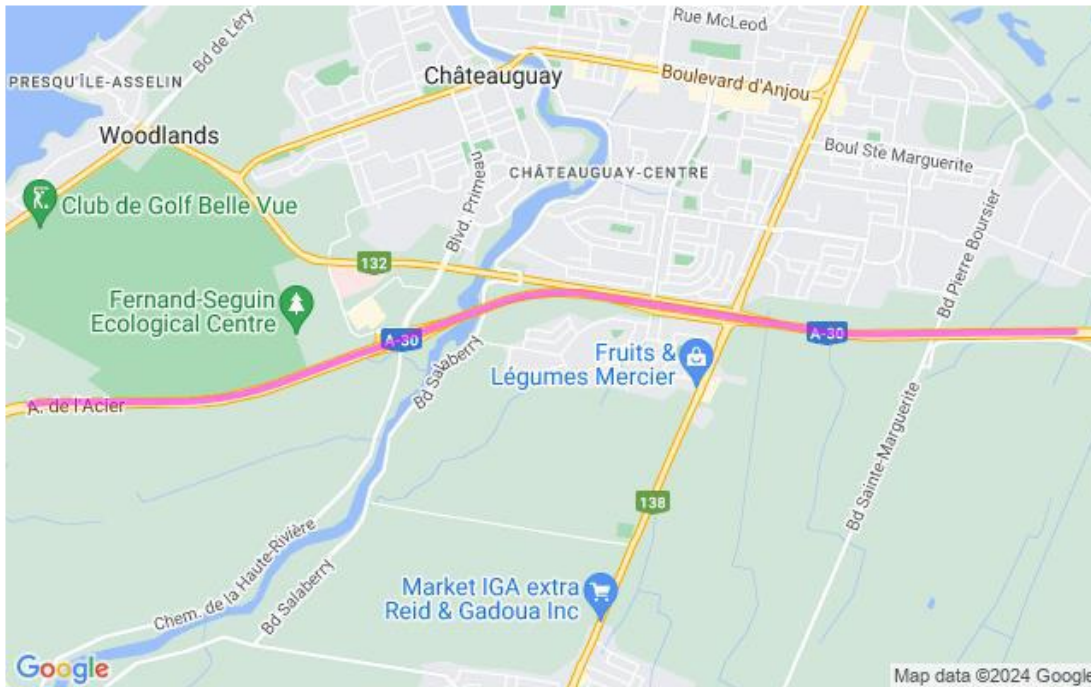 Rue McLeod
Bd de Léry
PRESQU'ÎLE-ASSELIN
Châteauguay
Boulevard d'Anjou
Woodlands
Boul Ste Marguerite
CHÂTEAUGUAY-CENTRE
Blvd. Primeau
Club de Golf Belle Vue
Bd Pierre Boursier
132
Fernand-Seguin
Ecological Centre
A-30
A-30
Fruits &
Légumes Mercier
Bd Salaberry
A. de l'Acier
Bd Sainte-Marguerite
138
Chem. de la Haute-Rivière
Bd Salaberry
Market IGA extra
Reid & Gadoua Inc
Google
Map data ©2024 Google